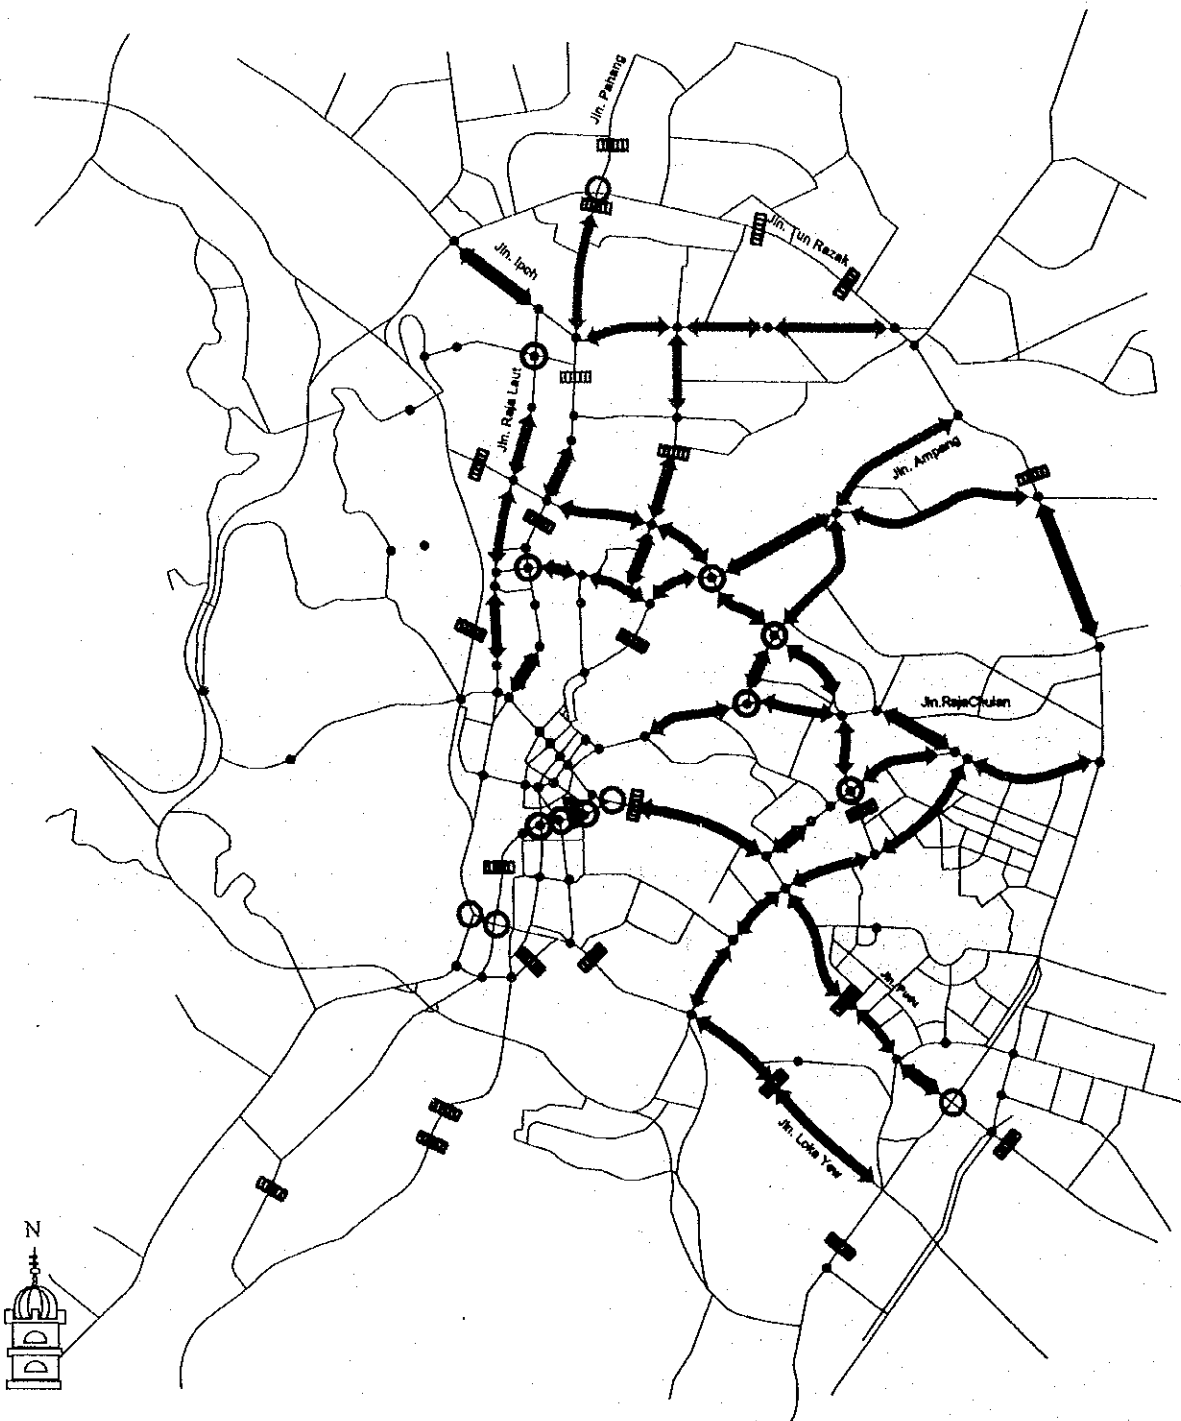 Jln. Pahang
Jln. Tun Razak
Jln. Ipoh
Jln. Raja Laut
Jln. Ampang
Jln.RajaChulan
Jln. Pudu
Jln. Loke Yew
N